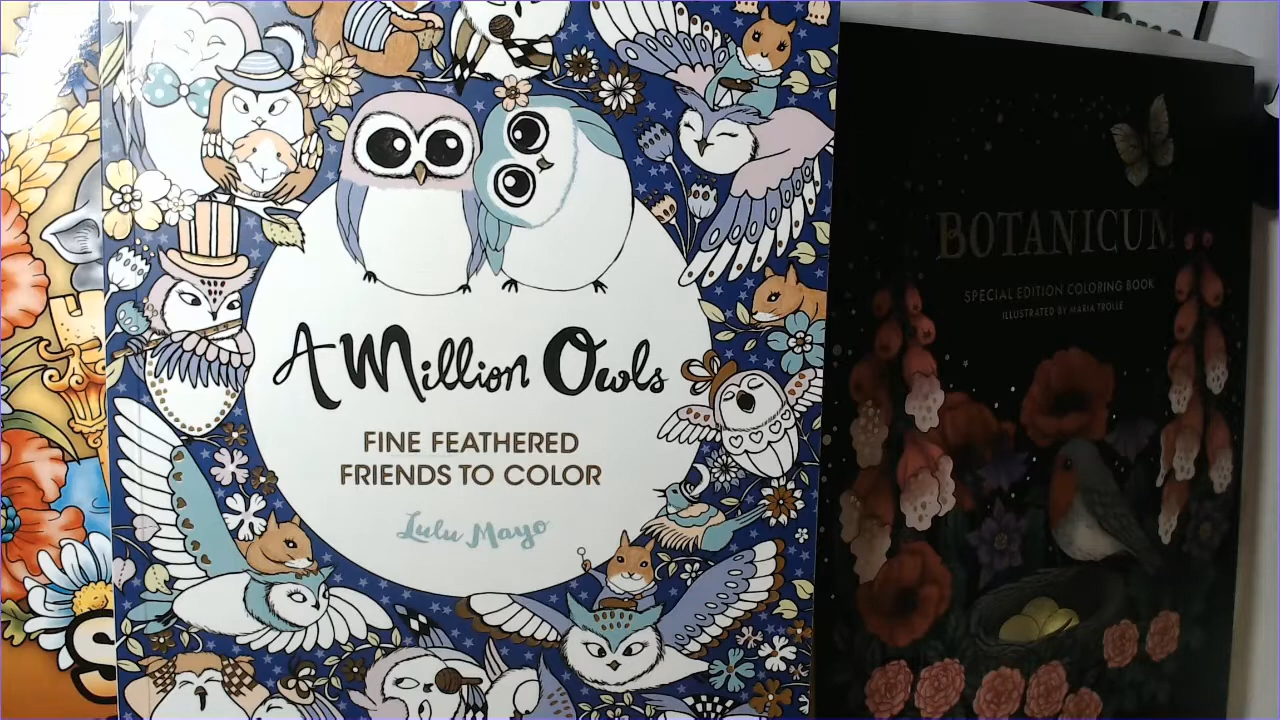 A Million Owls
FINE FEATHERED
FRIENDS TO COLOR
Lulu Mayo
BOTANICUM
SPECIAL EDITION COLORING BOOK
ILLUSTRATED BY MARIA TROLLE
S